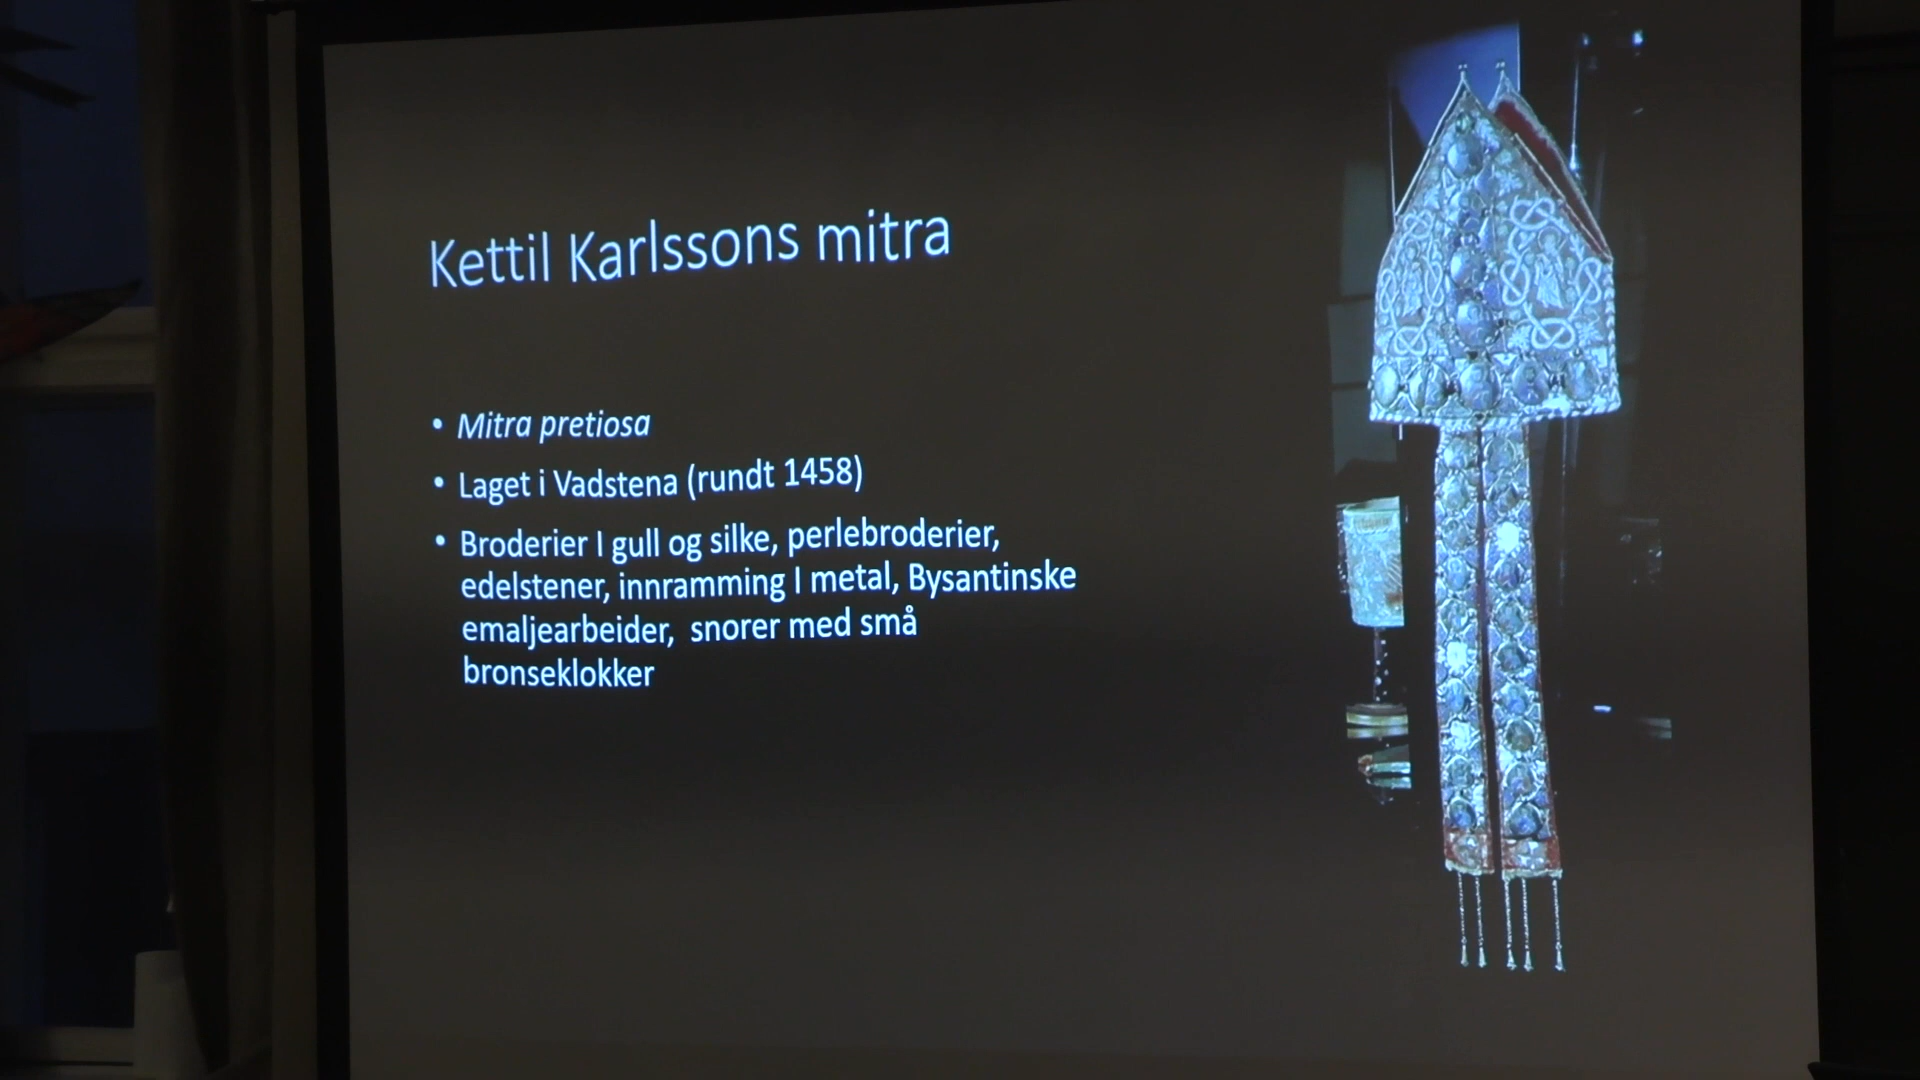 Kettil Karlssons mitra
• Mitra pretiosa
• Laget i Vadstena (rundt 1458)
• Broderier I gull og silke, perlebroderier,
edelstener, innramming I metal, Bysantinske
emaljearbeider, snorer med små
bronseklokker